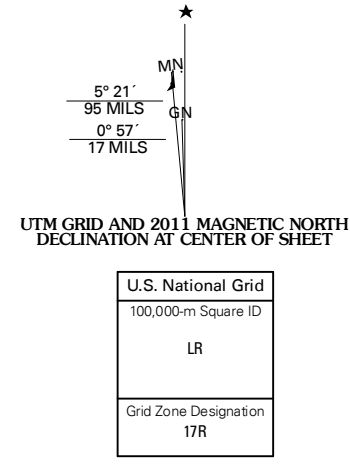 MN
5° 21´
95 MILS
GN
0° 57´
17 MILS
UTM GRID AND 2011 MAGNETIC NORTH
DECLINATION AT CENTER OF SHEET
U.S. National Grid
100,000-m Square ID
LR
Grid Zone Designation
17R